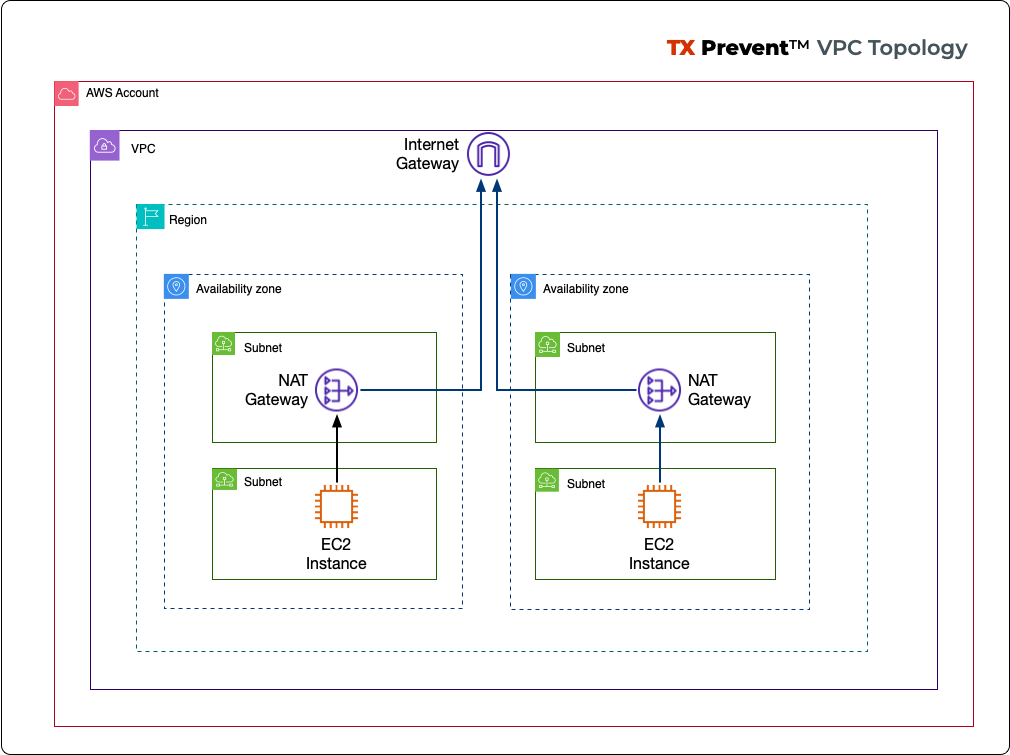 TX Prevent™ VPC Topology
AWS Account
VPC
Internet
Gateway
Region
Availability zone
Availability zone
Subnet
Subnet
NAT
Gateway
NAT
Gateway
Subnet
Subnet
EC2
Instance
EC2
Instance